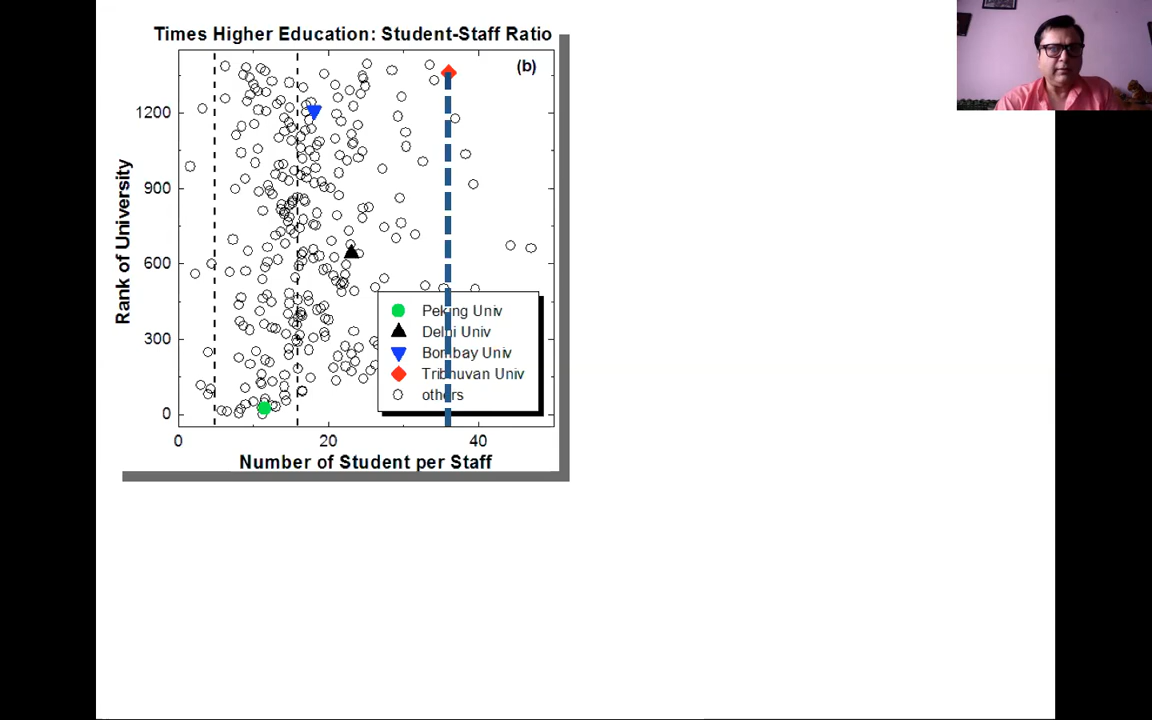 Times Higher Education: Student-Staff Ratio
(b)
1200
900
600
300
0
Rank of University
Peking Univ
Delhi Univ
Bombay Univ
Tribhuvan Univ
others
0 20 40
Number of Student per Staff